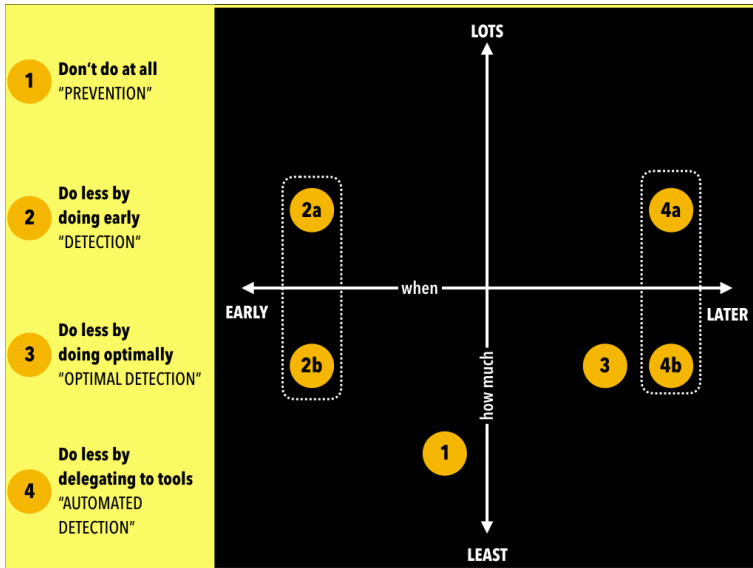 1
Don't do at all
"PREVENTION"
2
Do less by
doing early
"DETECTION"
3
Do less by
doing optimally
"OPTIMAL DETECTION"
4
Do less by
delegating to tools
"AUTOMATED
DETECTION"
LOTS
2a
4a
when
EARLY
LATER
2b
3
4b
how much
1
LEAST